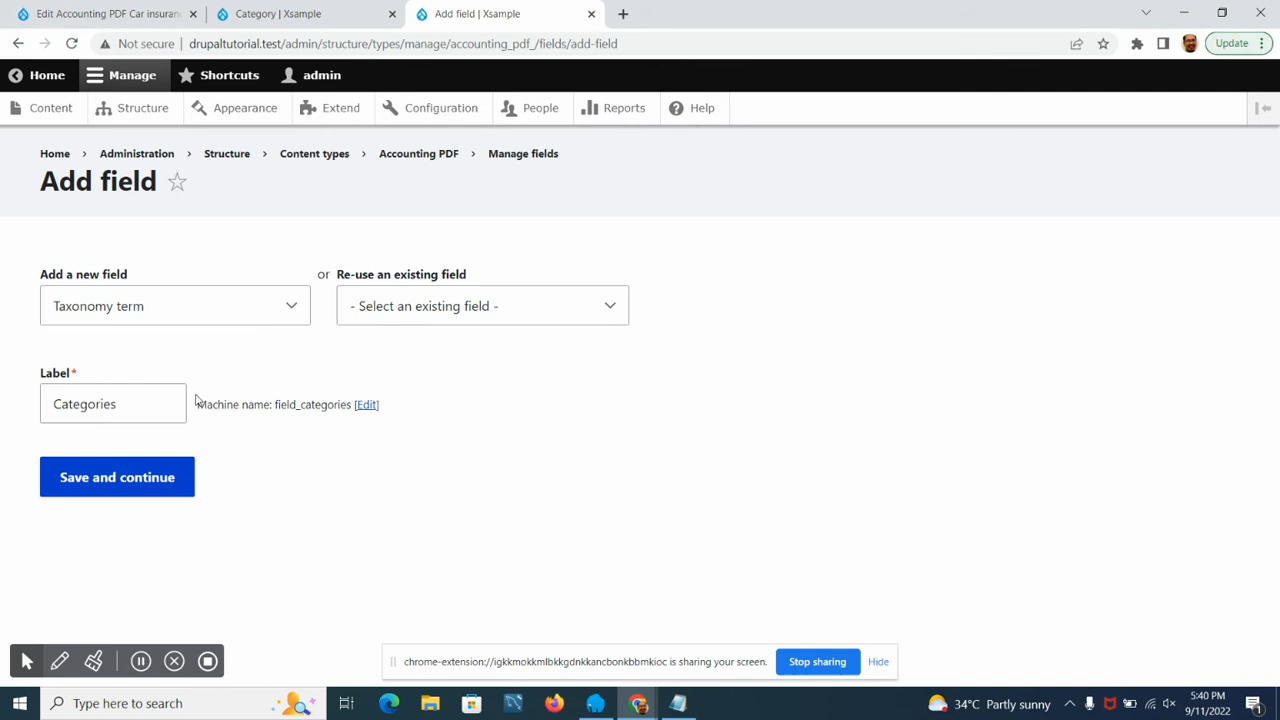 Edit Accounting PDF Car insuranc
Category | Xsample
Add field | Xsample
Not secure
drupaltutorial.test/admin/structure/types/manage/accounting_pdf_/fields/add-field
Update
Home
Manage
Shortcuts
admin
Content
Structure
Appearance
Extend
Configuration
People
Reports
Help
Home > Administration > Structure > Content types > Accounting PDF > Manage fields
Add field
Add a new field
or
Re-use an existing field
Taxonomy term
- Select an existing field -
Label*
Categories
Machine name: field_categories [Edit]
Save and continue
chrome-extension://igkkmokkmlbkkgdnkkancbonkbbmkioc is sharing your screen.
Stop sharing
Hide
Type here to search
34°C Partly sunny
5:40 PM
9/11/2022
1